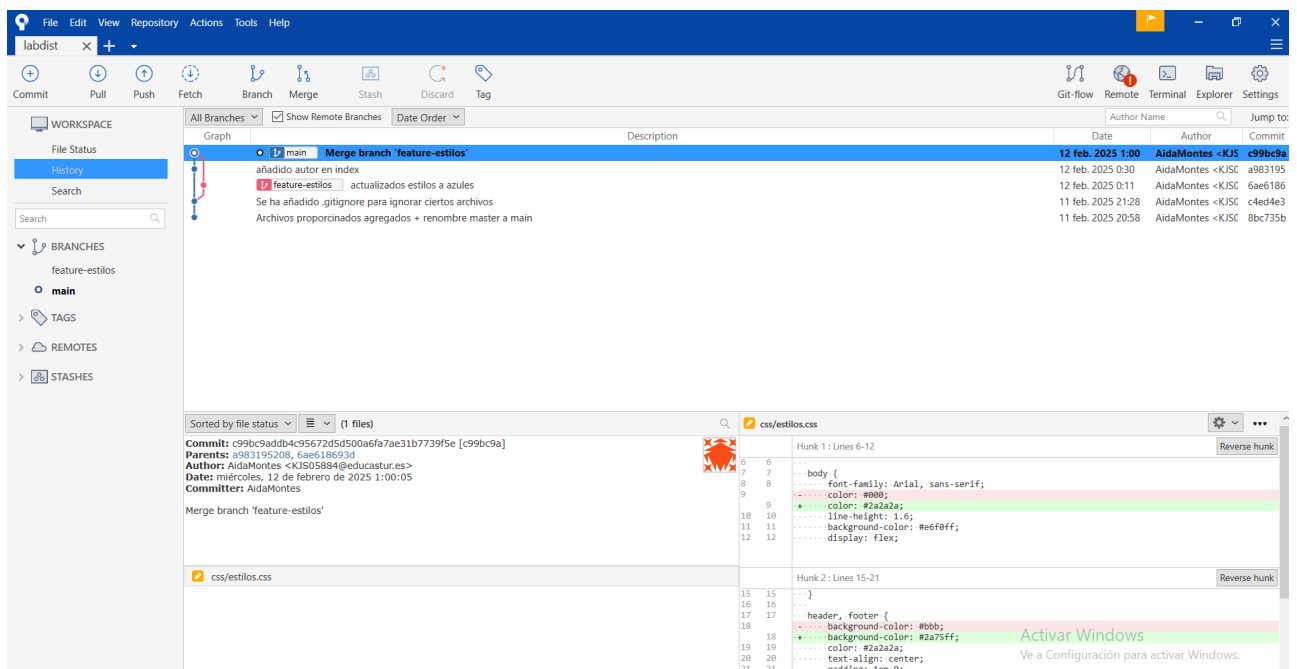 File Edit View Repository Actions Tools Help
labdist
Commit Pull Push Fetch Branch Merge Stash Discard Tag Git-flow Remote Terminal Explorer Settings
WORKSPACE
File Status
History
Search
Search
BRANCHES
feature-estilos
main
TAGS
REMOTES
STASHES
All Branches Show Remote Branches Date Order Author Name Jump to:
Graph Description Date Author Commit
main Merge branch 'feature-estilos' 12 feb. 2025 1:00 AidaMontes <KJS c99bc9a
añadido autor en index 12 feb. 2025 0:30 AidaMontes <KJS0 a983195
feature-estilos actualizados estilos a azules 12 feb. 2025 0:11 AidaMontes <KJS0 6ae6186
Se ha añadido .gitignore para ignorar ciertos archivos 11 feb. 2025 21:28 AidaMontes <KJS0 c4ed4e3
Archivos proporcinados agregados + renombre master a main 11 feb. 2025 20:58 AidaMontes <KJS0 8bc735b
Sorted by file status (1 files)
Commit: c99bc9addb4c95672d5d500a6fa7ae31b7739f5e [c99bc9a]
Parents: a983195208, 6ae618693d
Author: AidaMontes <KJS05884@educastur.es>
Date: miércoles, 12 de febrero de 2025 1:00:05
Committer: AidaMontes
Merge branch 'feature-estilos'
css/estilos.css
css/estilos.css
Hunk 1 : Lines 6-12 Reverse hunk
6 6
7 7 body {
8 8 font-family: Arial, sans-serif;
9 - color: #000;
9 + color: #2a2a2a;
10 10 line-height: 1.6;
11 11 background-color: #e6f0ff;
12 12 display: flex;
Hunk 2 : Lines 15-21 Reverse hunk
15 15 }
16 16
17 17 header, footer {
18 - background-color: #bbb;
18 + background-color: #2a75ff;
19 19 color: #2a2a2a;
20 20 text-align: center;
Activar Windows
Ve a Configuración para activar Windows.